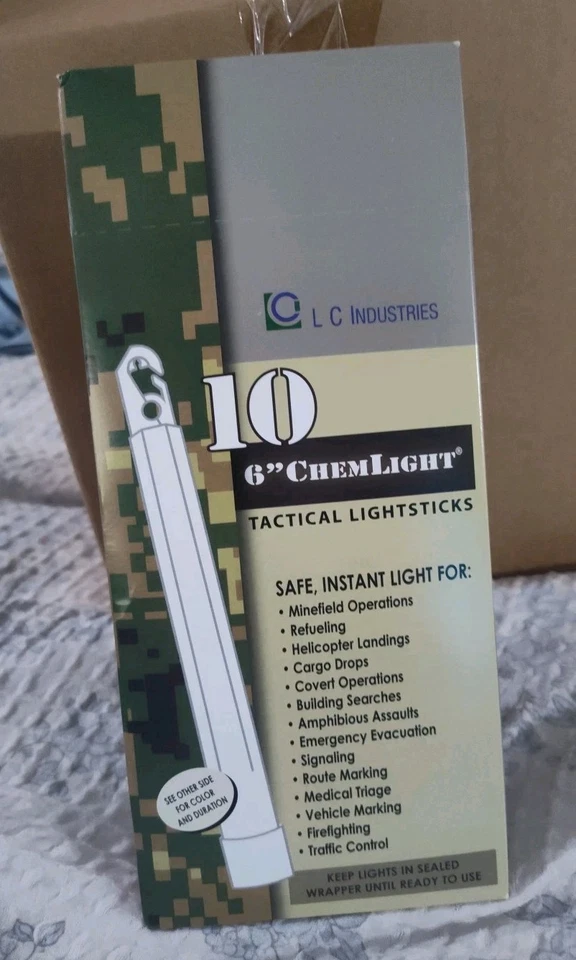 L C INDUSTRIES
10
6” CHEMLIGHT®
TACTICAL LIGHTSTICKS
SAFE, INSTANT LIGHT FOR:
• Minefield Operations
• Refueling
• Helicopter Landings
• Cargo Drops
• Covert Operations
• Building Searches
• Amphibious Assaults
• Emergency Evacuation
• Signaling
• Route Marking
• Medical Triage
• Vehicle Marking
• Firefighting
• Traffic Control
SEE OTHER SIDE
FOR COLOR
AND DURATION
KEEP LIGHTS IN SEALED
WRAPPER UNTIL READY TO USE